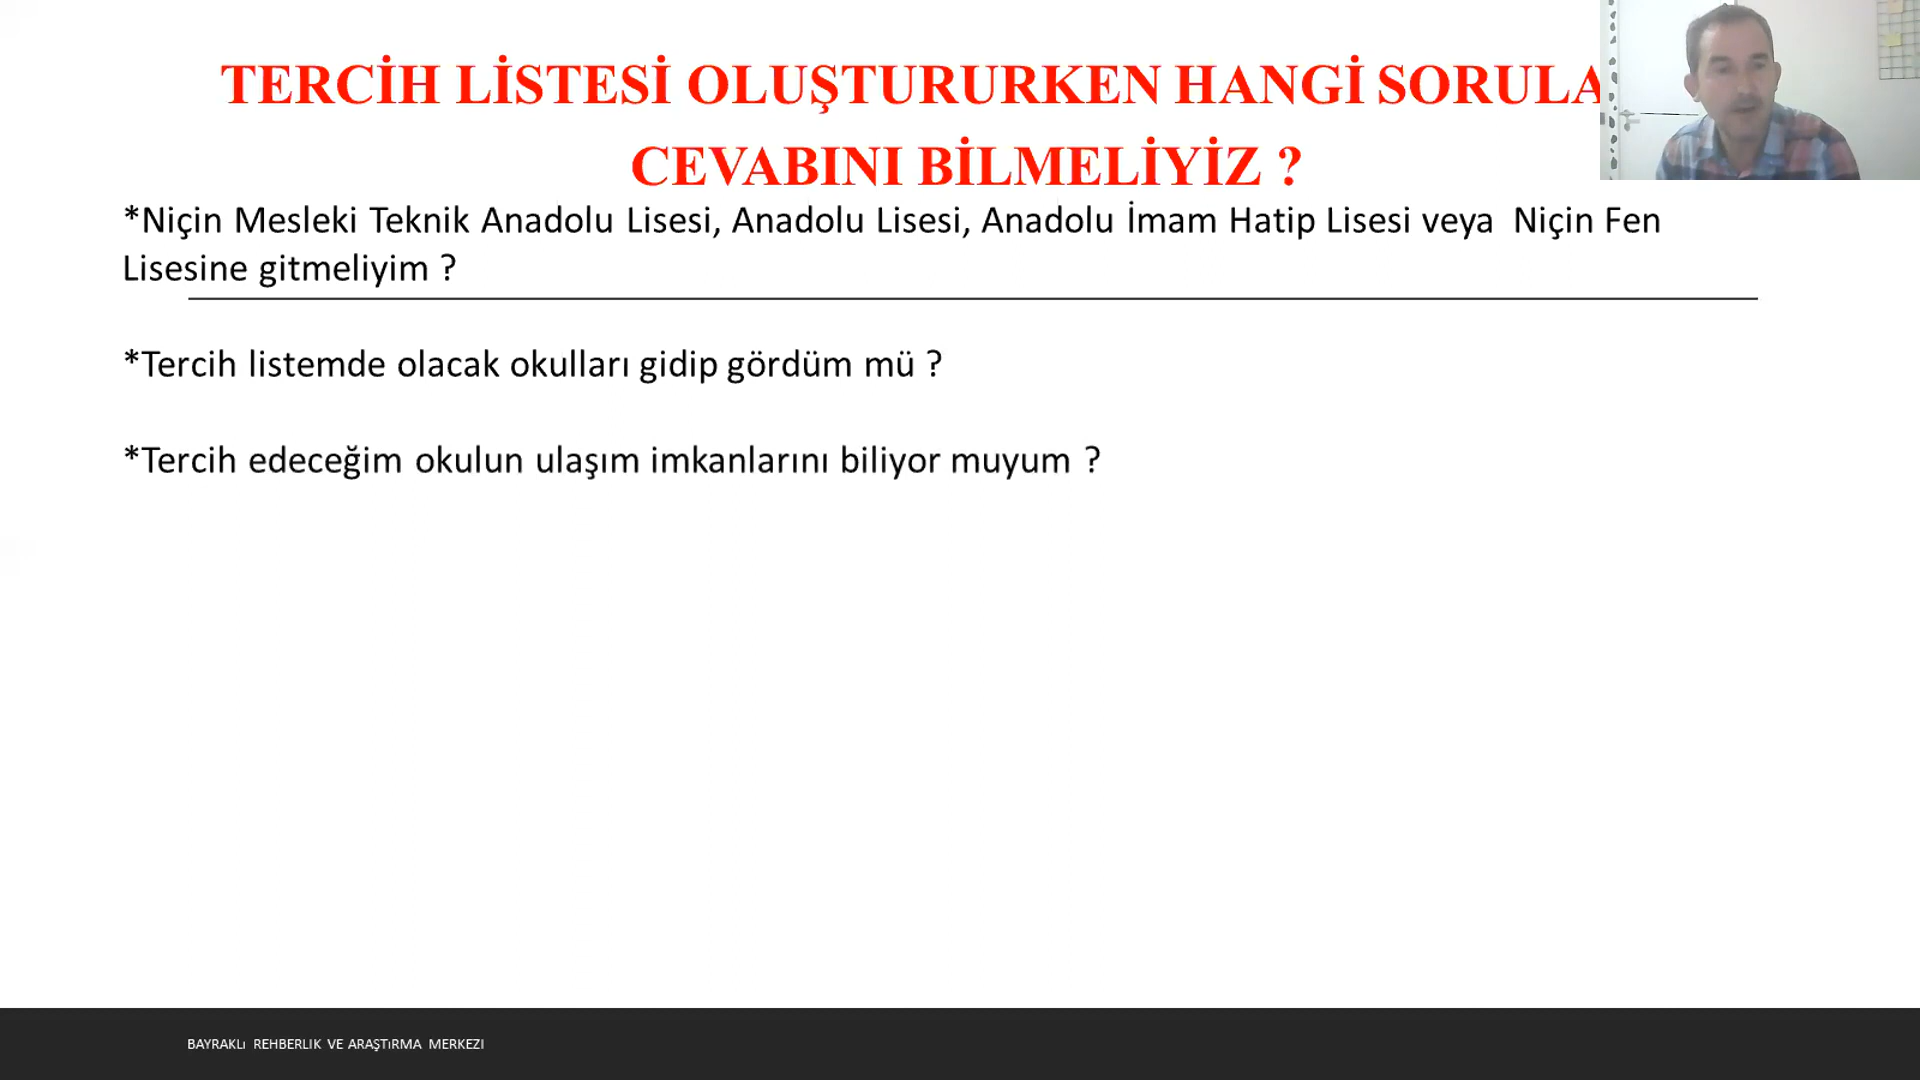 TERCİH LİSTESİ OLUŞTURURKEN HANGİ SORULA
CEVABINI BİLMELİYİZ ?
*Niçin Mesleki Teknik Anadolu Lisesi, Anadolu Lisesi, Anadolu İmam Hatip Lisesi veya Niçin Fen
Lisesine gitmeliyim ?
*Tercih listemde olacak okulları gidip gördüm mü ?
*Tercih edeceğim okulun ulaşım imkanlarını biliyor muyum ?
BAYRAKLı REHBERLIK VE ARAŞTıRMA MERKEZI